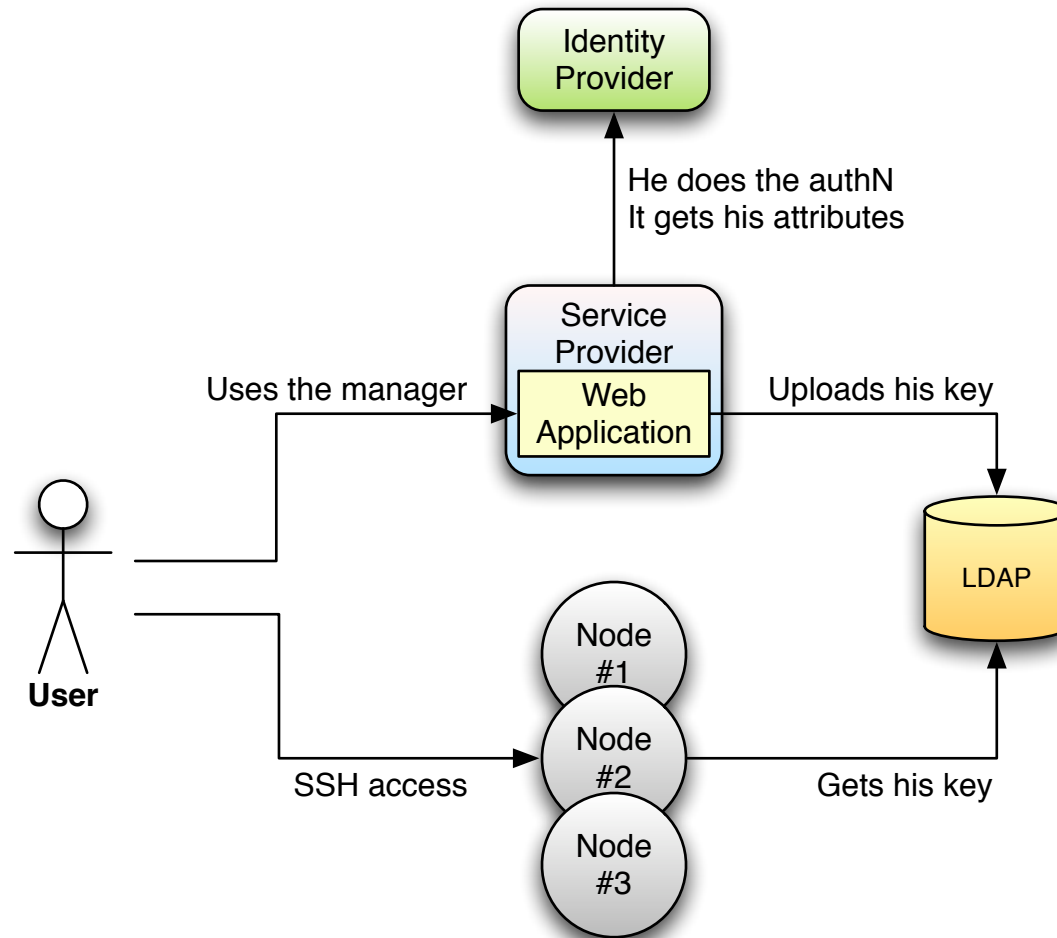 Identity
Provider
He does the authN
It gets his attributes
Service
Provider
Uses the manager
Web
Application
Uploads his key
LDAP
User
Node
#1
Node
#2
Node
#3
SSH access
Gets his key